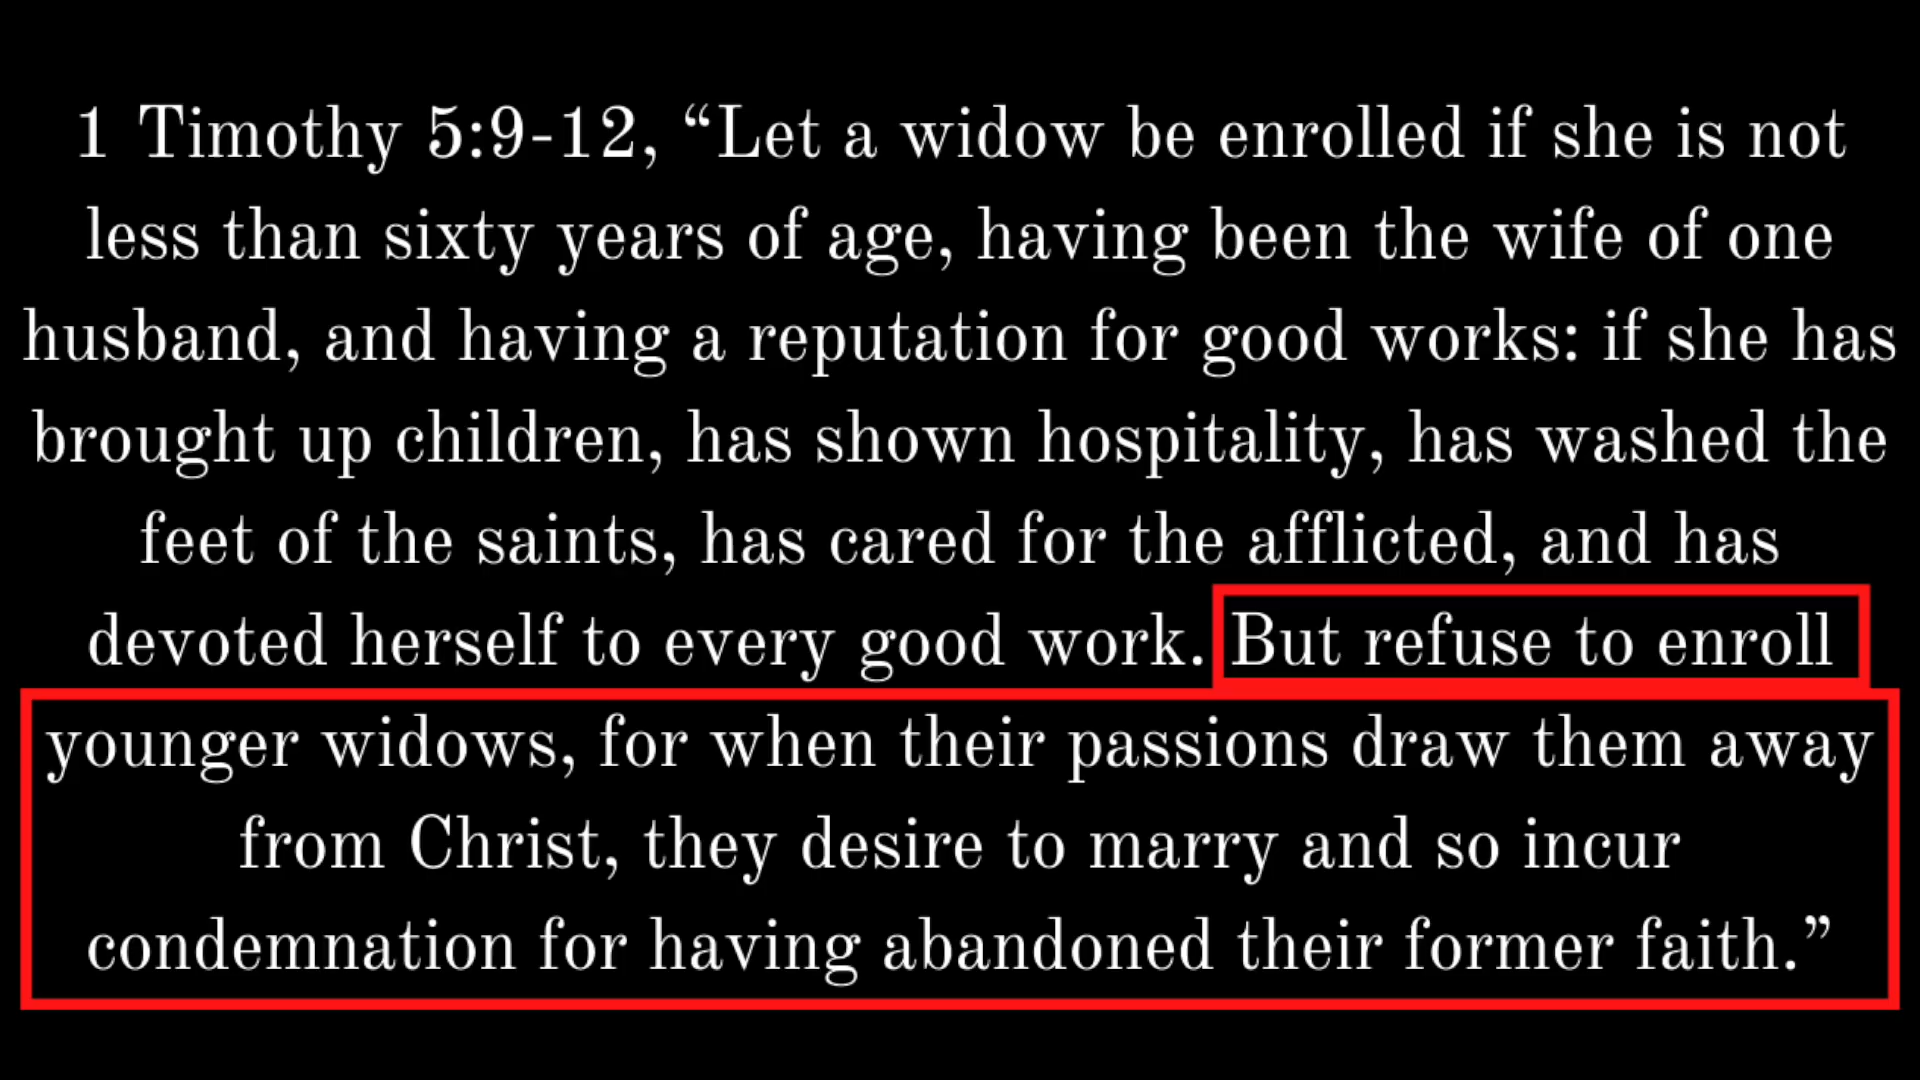 1 Timothy 5:9-12, “Let a widow be enrolled if she is not
less than sixty years of age, having been the wife of one
husband, and having a reputation for good works: if she has
brought up children, has shown hospitality, has washed the
feet of the saints, has cared for the afflicted, and has
devoted herself to every good work. But refuse to enroll
younger widows, for when their passions draw them away
from Christ, they desire to marry and so incur
condemnation for having abandoned their former faith.”